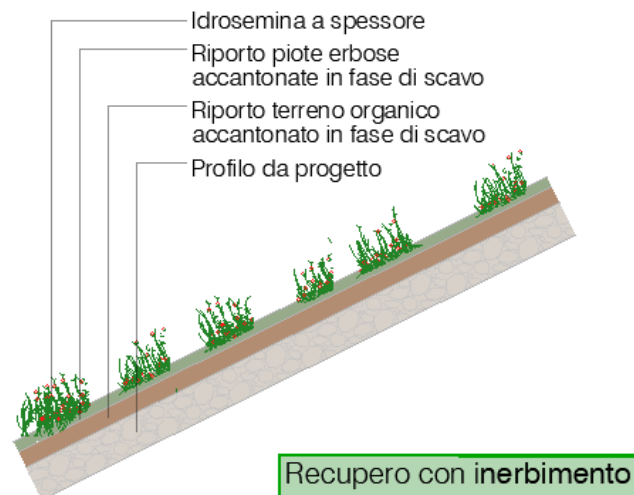 Idrosemina a spessore
Riporto piote erbose
accantonate in fase di scavo
Riporto terreno organico
accantonato in fase di scavo
Profilo da progetto
Recupero con inerbimento